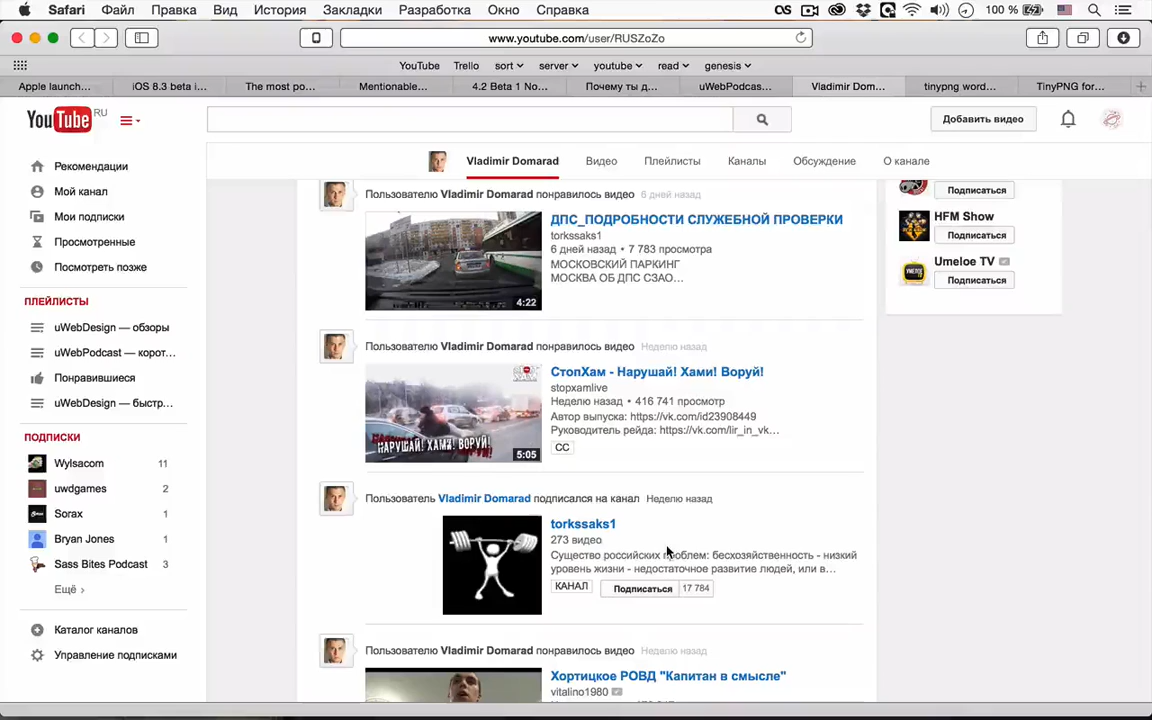 Safari Файл Правка Вид История Закладки Разработка Окно Справка 100 %
www.youtube.com/user/RUSZoZo
YouTube Trello sort server youtube read genesis
Apple launch... iOS 8.3 beta i... The most po... Mentionable... 4.2 Beta 1 No... Почему ты д... uWebPodcas... Vladimir Dom... tinypng word... TinyPNG for...
YouTube RU
Добавить видео
Vladimir Domarad Видео Плейлисты Каналы Обсуждение О канале
Рекомендации
Мой канал
Мои подписки
Просмотренные
Посмотреть позже
ПЛЕЙЛИСТЫ
uWebDesign — обзоры
uWebPodcast — корот...
Понравившиеся
uWebDesign — быстр...
ПОДПИСКИ
Wylsacom 11
uwdgames 2
Sorax 1
Bryan Jones 1
Sass Bites Podcast 3
Ещё ›
Каталог каналов
Управление подписками
Пользователю Vladimir Domarad понравилось видео 6 дней назад
ДПС_ПОДРОБНОСТИ СЛУЖЕБНОЙ ПРОВЕРКИ
torkssaks1
6 дней назад • 7 783 просмотра
МОСКОВСКИЙ ПАРКИНГ
МОСКВА ОБ ДПС СЗАО...
4:22
Пользователю Vladimir Domarad понравилось видео Неделю назад
СтопХам - Нарушай! Хами! Воруй!
stopxamlive
Неделю назад • 416 741 просмотр
Автор выпуска: https://vk.com/id23908449
Руководитель рейда: https://vk.com/lir_in_vk...
CC
НАРУШАЙ! ХАМИ! ВОРУЙ!
5:05
Пользователь Vladimir Domarad подписался на канал Неделю назад
torkssaks1
273 видео
Существо российских проблем: бесхозяйственность - низкий
уровень жизни - недостаточное развитие людей, или в...
КАНАЛ Подписаться 17 784
Пользователю Vladimir Domarad понравилось видео Неделю назад
Хортицкое РОВД "Капитан в смысле"
vitalino1980
Подписаться
HFM Show
Подписаться
Umeloe TV
Подписаться